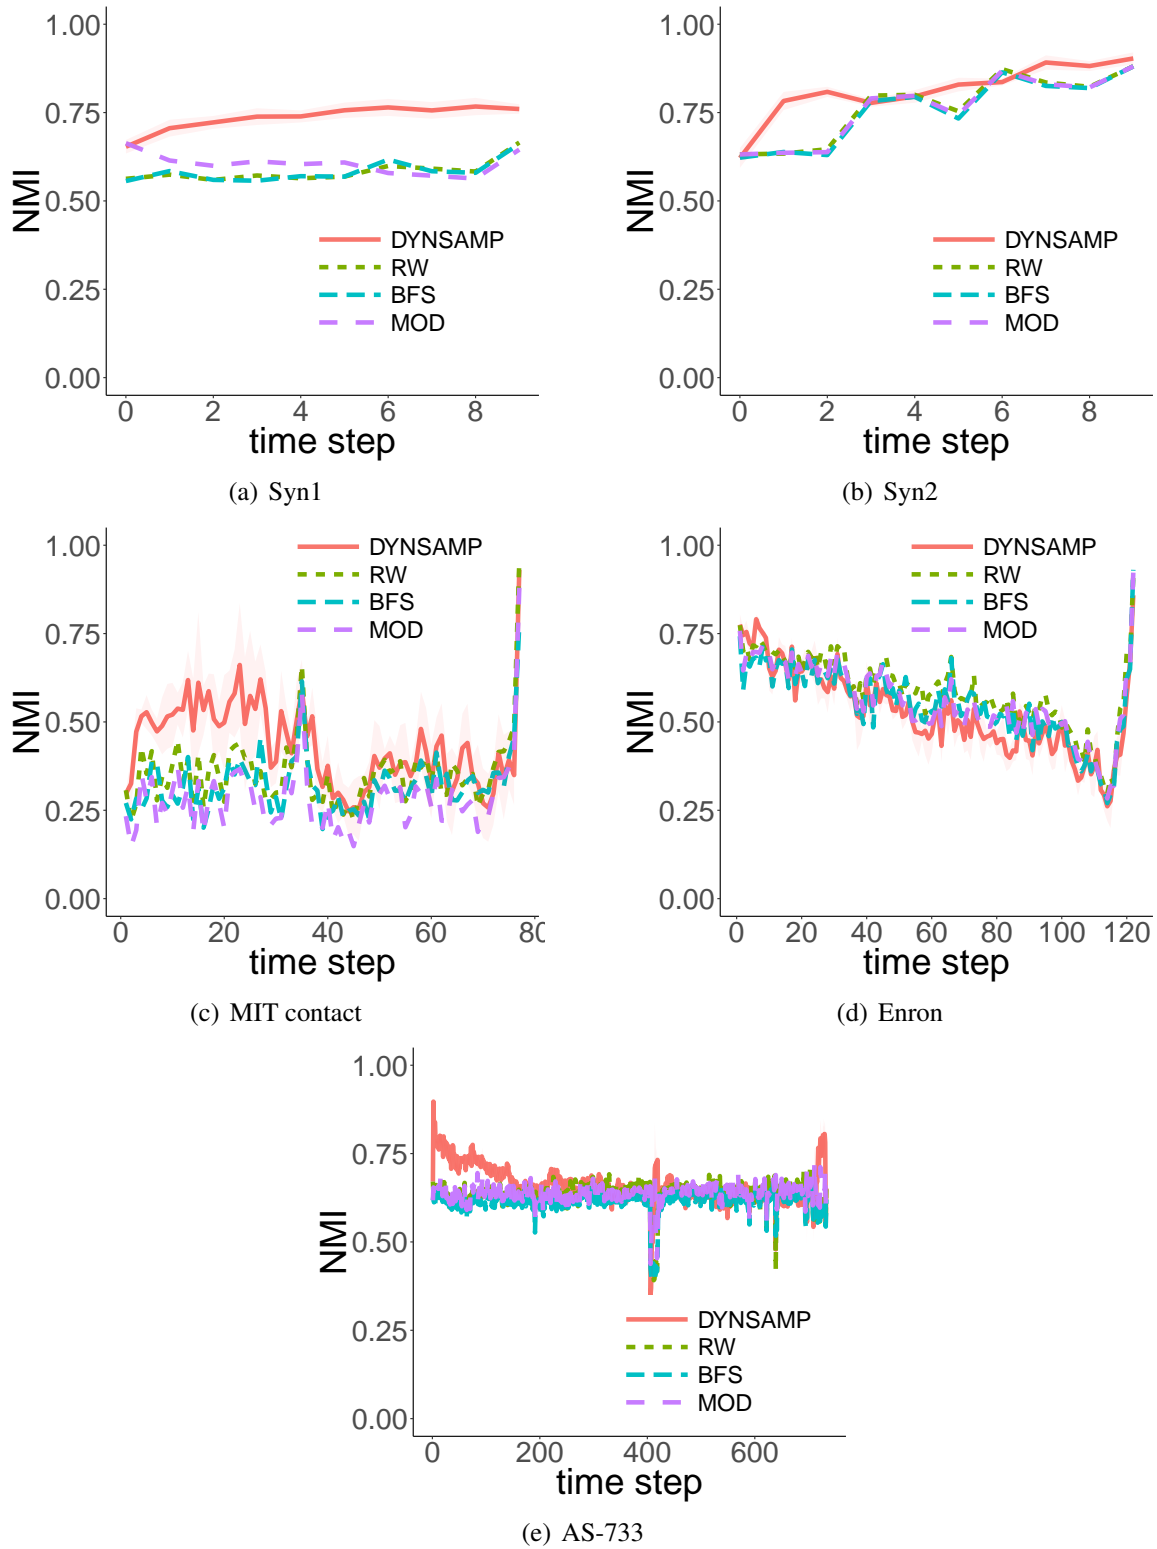 1.00
0.75
0.50
0.25
0.00
NMI
DYNSAMP
RW
BFS
MOD
0 2 4 6 8
time step
(a) Syn1
1.00
0.75
0.50
0.25
0.00
NMI
DYNSAMP
RW
BFS
MOD
0 2 4 6 8
time step
(b) Syn2
1.00
0.75
0.50
0.25
0.00
NMI
DYNSAMP
RW
BFS
MOD
0 20 40 60 80
time step
(c) MIT contact
1.00
0.75
0.50
0.25
0.00
NMI
DYNSAMP
RW
BFS
MOD
0 20 40 60 80 100 120
time step
(d) Enron
1.00
0.75
0.50
0.25
0.00
NMI
DYNSAMP
RW
BFS
MOD
0 200 400 600
time step
(e) AS-733